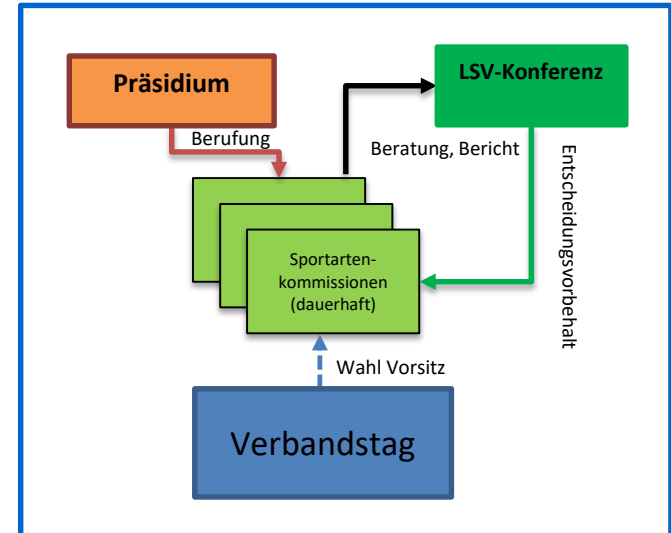 Präsidium
LSV-Konferenz
Berufung
Beratung, Bericht
Entscheidungsvorbehalt
Sportarten-
kommissionen
(dauerhaft)
Wahl Vorsitz
Verbandstag